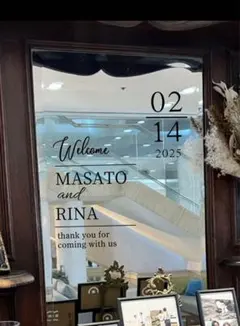 02
14
2025
Welcome
MASATO
and
RINA
thank you for
coming with us